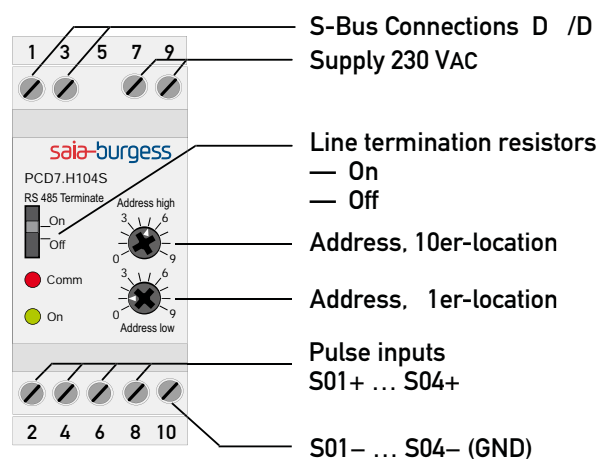 S-Bus Connections D /D
Supply 230 VAC
1 3 5 7 9
saia-burgess
PCD7.H104S
RS 485 Terminate
On
Off
Address high
0 3 6 9
Comm
On
0 3 6 9
Address low
Line termination resistors
— On
— Off
Address, 10er-location
Address, 1er-location
Pulse inputs
S01+ … S04+
2 4 6 8 10
S01– … S04– (GND)